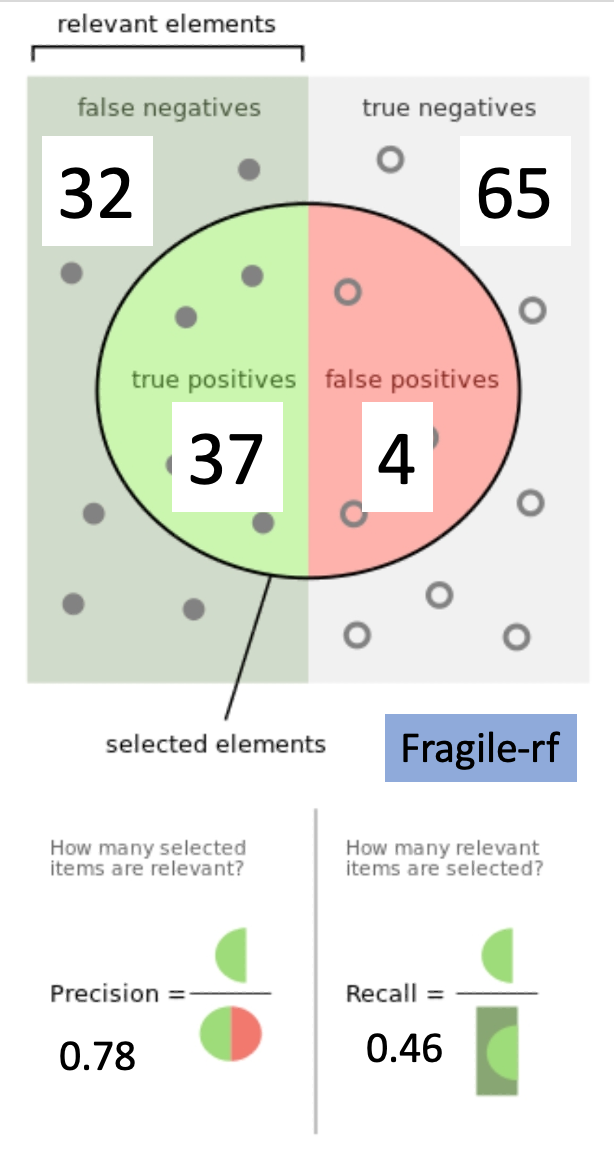 relevant elements
false negatives
true negatives
32
65
true positives
false positives
37
4
selected elements
Fragile-rf
How many selected
items are relevant?
How many relevant
items are selected?
Precision =
0.78
Recall =
0.46